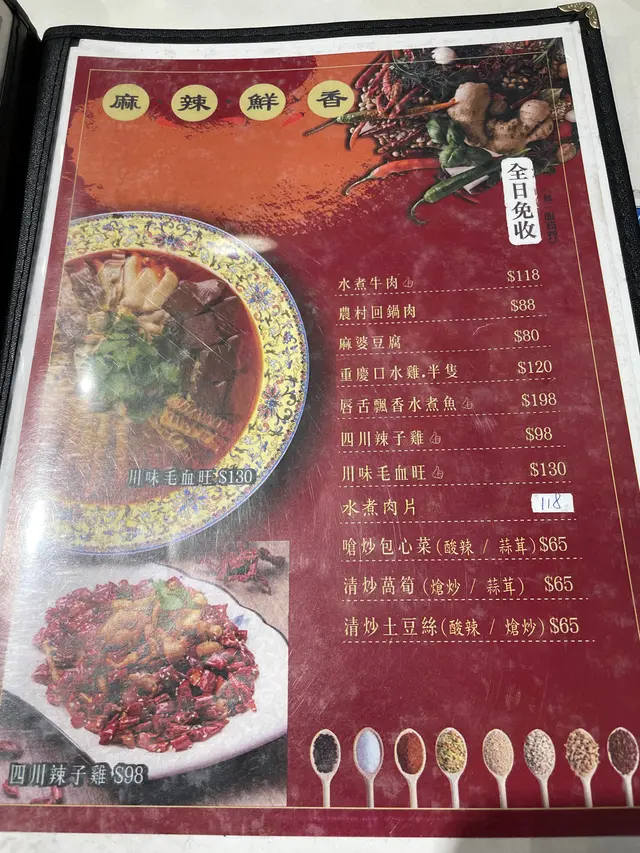 麻辣鮮香
全日免收
水煮牛肉 $118
農村回鍋肉 $88
麻婆豆腐 $80
重慶口水雞.半隻 $120
唇舌飄香水煮魚 $198
四川辣子雞 $98
川味毛血旺 $130
水煮肉片 118
嗆炒包心菜(酸辣 / 蒜茸) $65
清炒萵筍(熗炒 / 蒜茸) $65
清炒土豆絲(酸辣 / 熗炒) $65
川味毛血旺 $130
四川辣子雞 $98